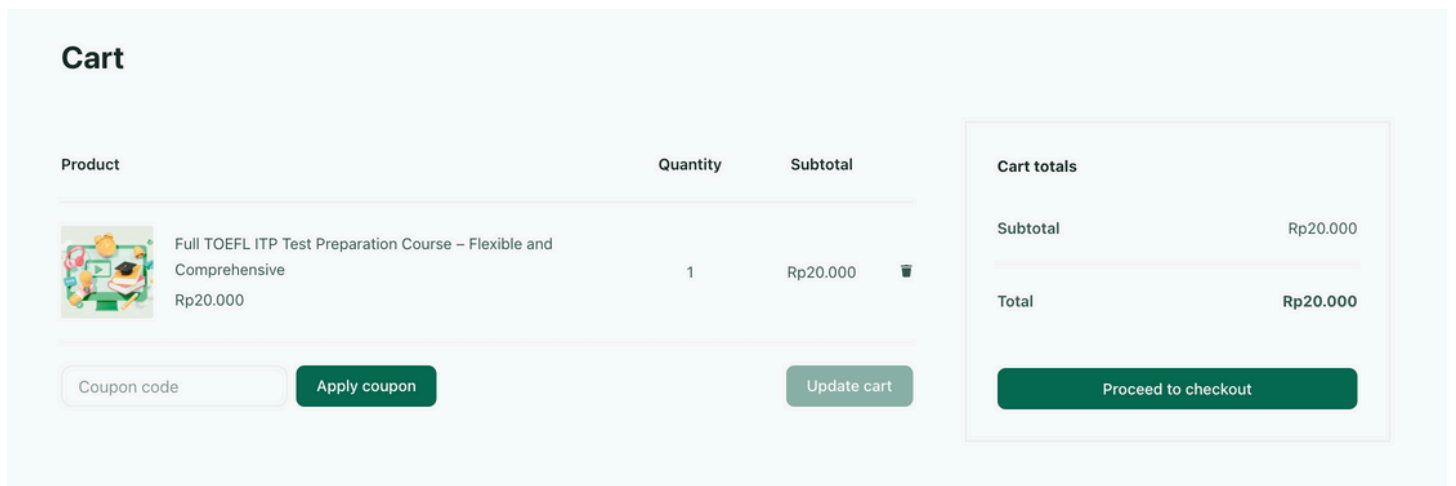 Cart
Product Quantity Subtotal
Full TOEFL ITP Test Preparation Course – Flexible and
Comprehensive
Rp20.000
1
Rp20.000
Coupon code
Apply coupon
Update cart
Cart totals
Subtotal Rp20.000
Total Rp20.000
Proceed to checkout